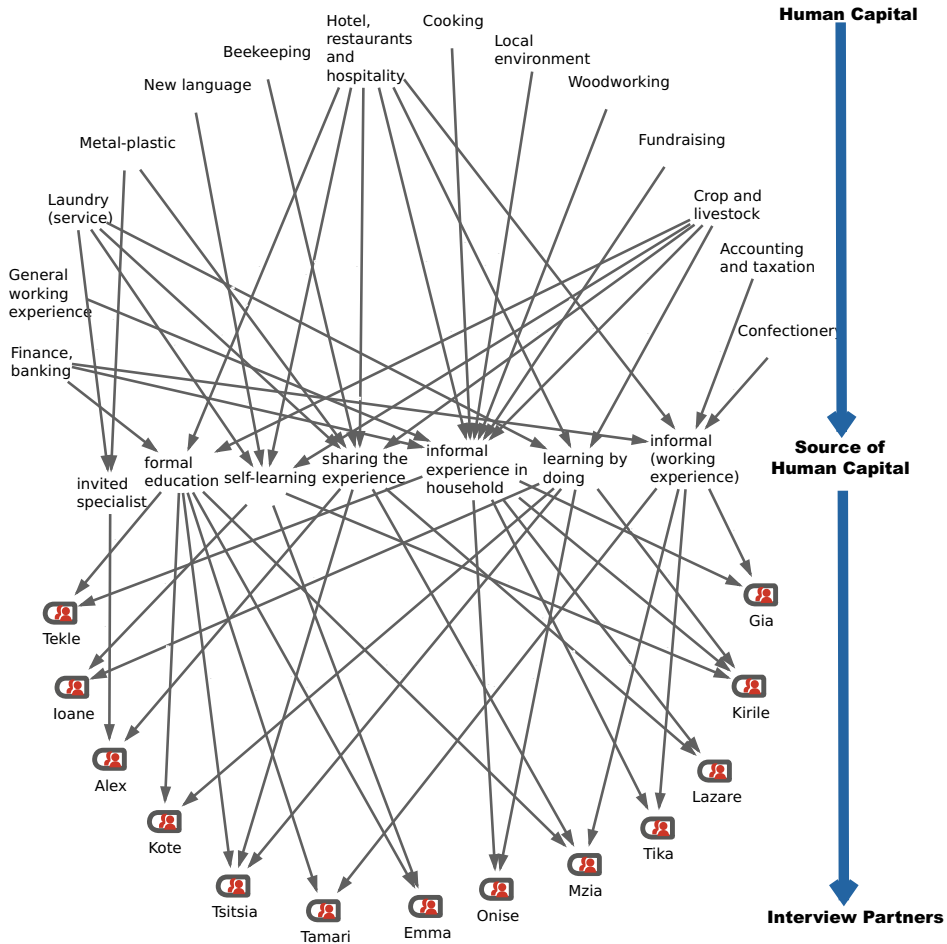 Human Capital
Hotel,
restaurants
and
hospitality
Cooking
Local
environment
Beekeeping
New language
Woodworking
Metal-plastic
Fundraising
Laundry
(service)
Crop and
livestock
General
working
experience
Accounting
and taxation
Finance,
banking
Confectionery
Source of
Human Capital
invited
specialist
formal
education
self-learning
sharing the
experience
informal
experience in
household
learning by
doing
informal
(working
experience)
Tekle
Gia
Ioane
Kirile
Alex
Lazare
Kote
Tika
Tsitsia
Mzia
Tamari
Emma
Onise
Interview Partners